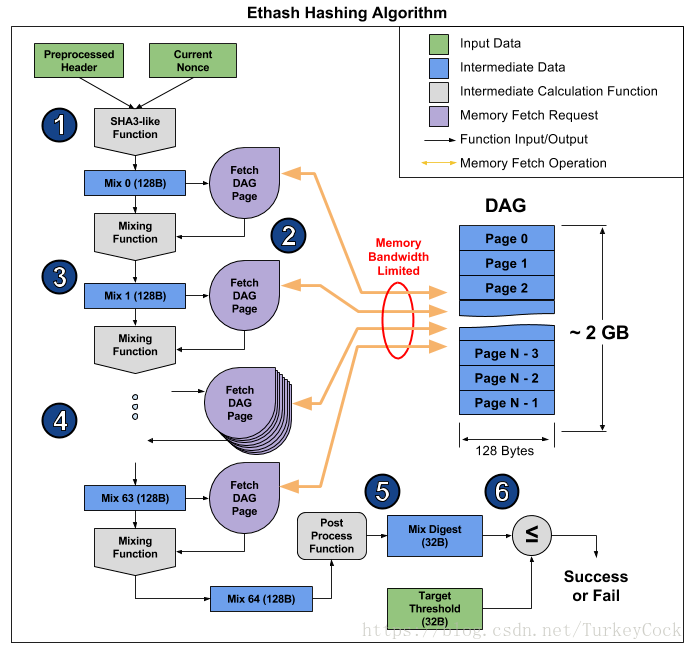 Ethash Hashing Algorithm
Preprocessed
Header
Current
Nonce
Input Data
Intermediate Data
Intermediate Calculation Function
Memory Fetch Request
Function Input/Output
Memory Fetch Operation
1
SHA3-like
Function
Mix 0 (128B)
Fetch
DAG
Page
Mixing
Function
2
3
Mix 1 (128B)
Fetch
DAG
Page
Mixing
Function
Memory
Bandwidth
Limited
DAG
Page 0
Page 1
Page 2
Page N - 3
Page N - 2
Page N - 1
~ 2 GB
128 Bytes
4
Fetch
DAG
Page
Mix 63 (128B)
Fetch
DAG
Page
Mixing
Function
Mix 64 (128B)
5
Post
Process
Function
Mix Digest
(32B)
6
≤
Target
Threshold
(32B)
Success
or Fail
https://blog.csdn.net/TurkeyCock